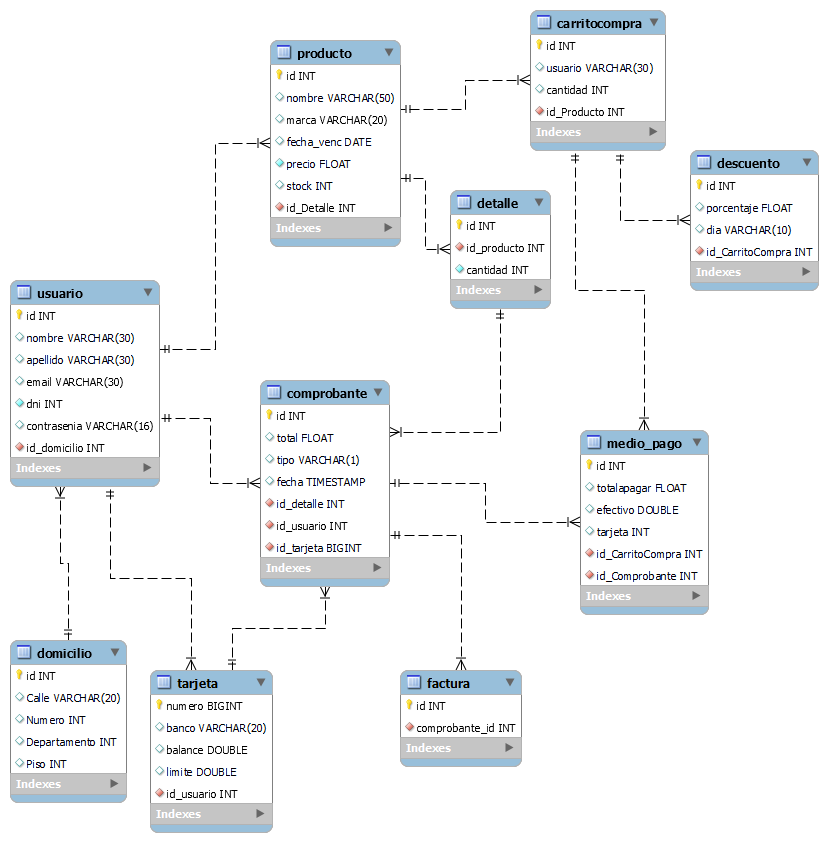 carritocompra
id INT
usuario VARCHAR(30)
cantidad INT
id_Producto INT
Indexes
producto
id INT
nombre VARCHAR(50)
marca VARCHAR(20)
fecha_venc DATE
precio FLOAT
stock INT
id_Detalle INT
Indexes
descuento
id INT
porcentaje FLOAT
dia VARCHAR(10)
id_CarritoCompra INT
Indexes
detalle
id INT
id_producto INT
cantidad INT
Indexes
usuario
id INT
nombre VARCHAR(30)
apellido VARCHAR(30)
email VARCHAR(30)
dni INT
contrasenia VARCHAR(16)
id_domicilio INT
Indexes
comprobante
id INT
total FLOAT
tipo VARCHAR(1)
fecha TIMESTAMP
id_detalle INT
id_usuario INT
id_tarjeta BIGINT
Indexes
medio_pago
id INT
totalapagar FLOAT
efectivo DOUBLE
tarjeta INT
id_CarritoCompra INT
id_Comprobante INT
Indexes
domicilio
id INT
Calle VARCHAR(20)
Numero INT
Departamento INT
Piso INT
Indexes
tarjeta
numero BIGINT
banco VARCHAR(20)
balance DOUBLE
limite DOUBLE
id_usuario INT
Indexes
factura
id INT
comprobante_id INT
Indexes